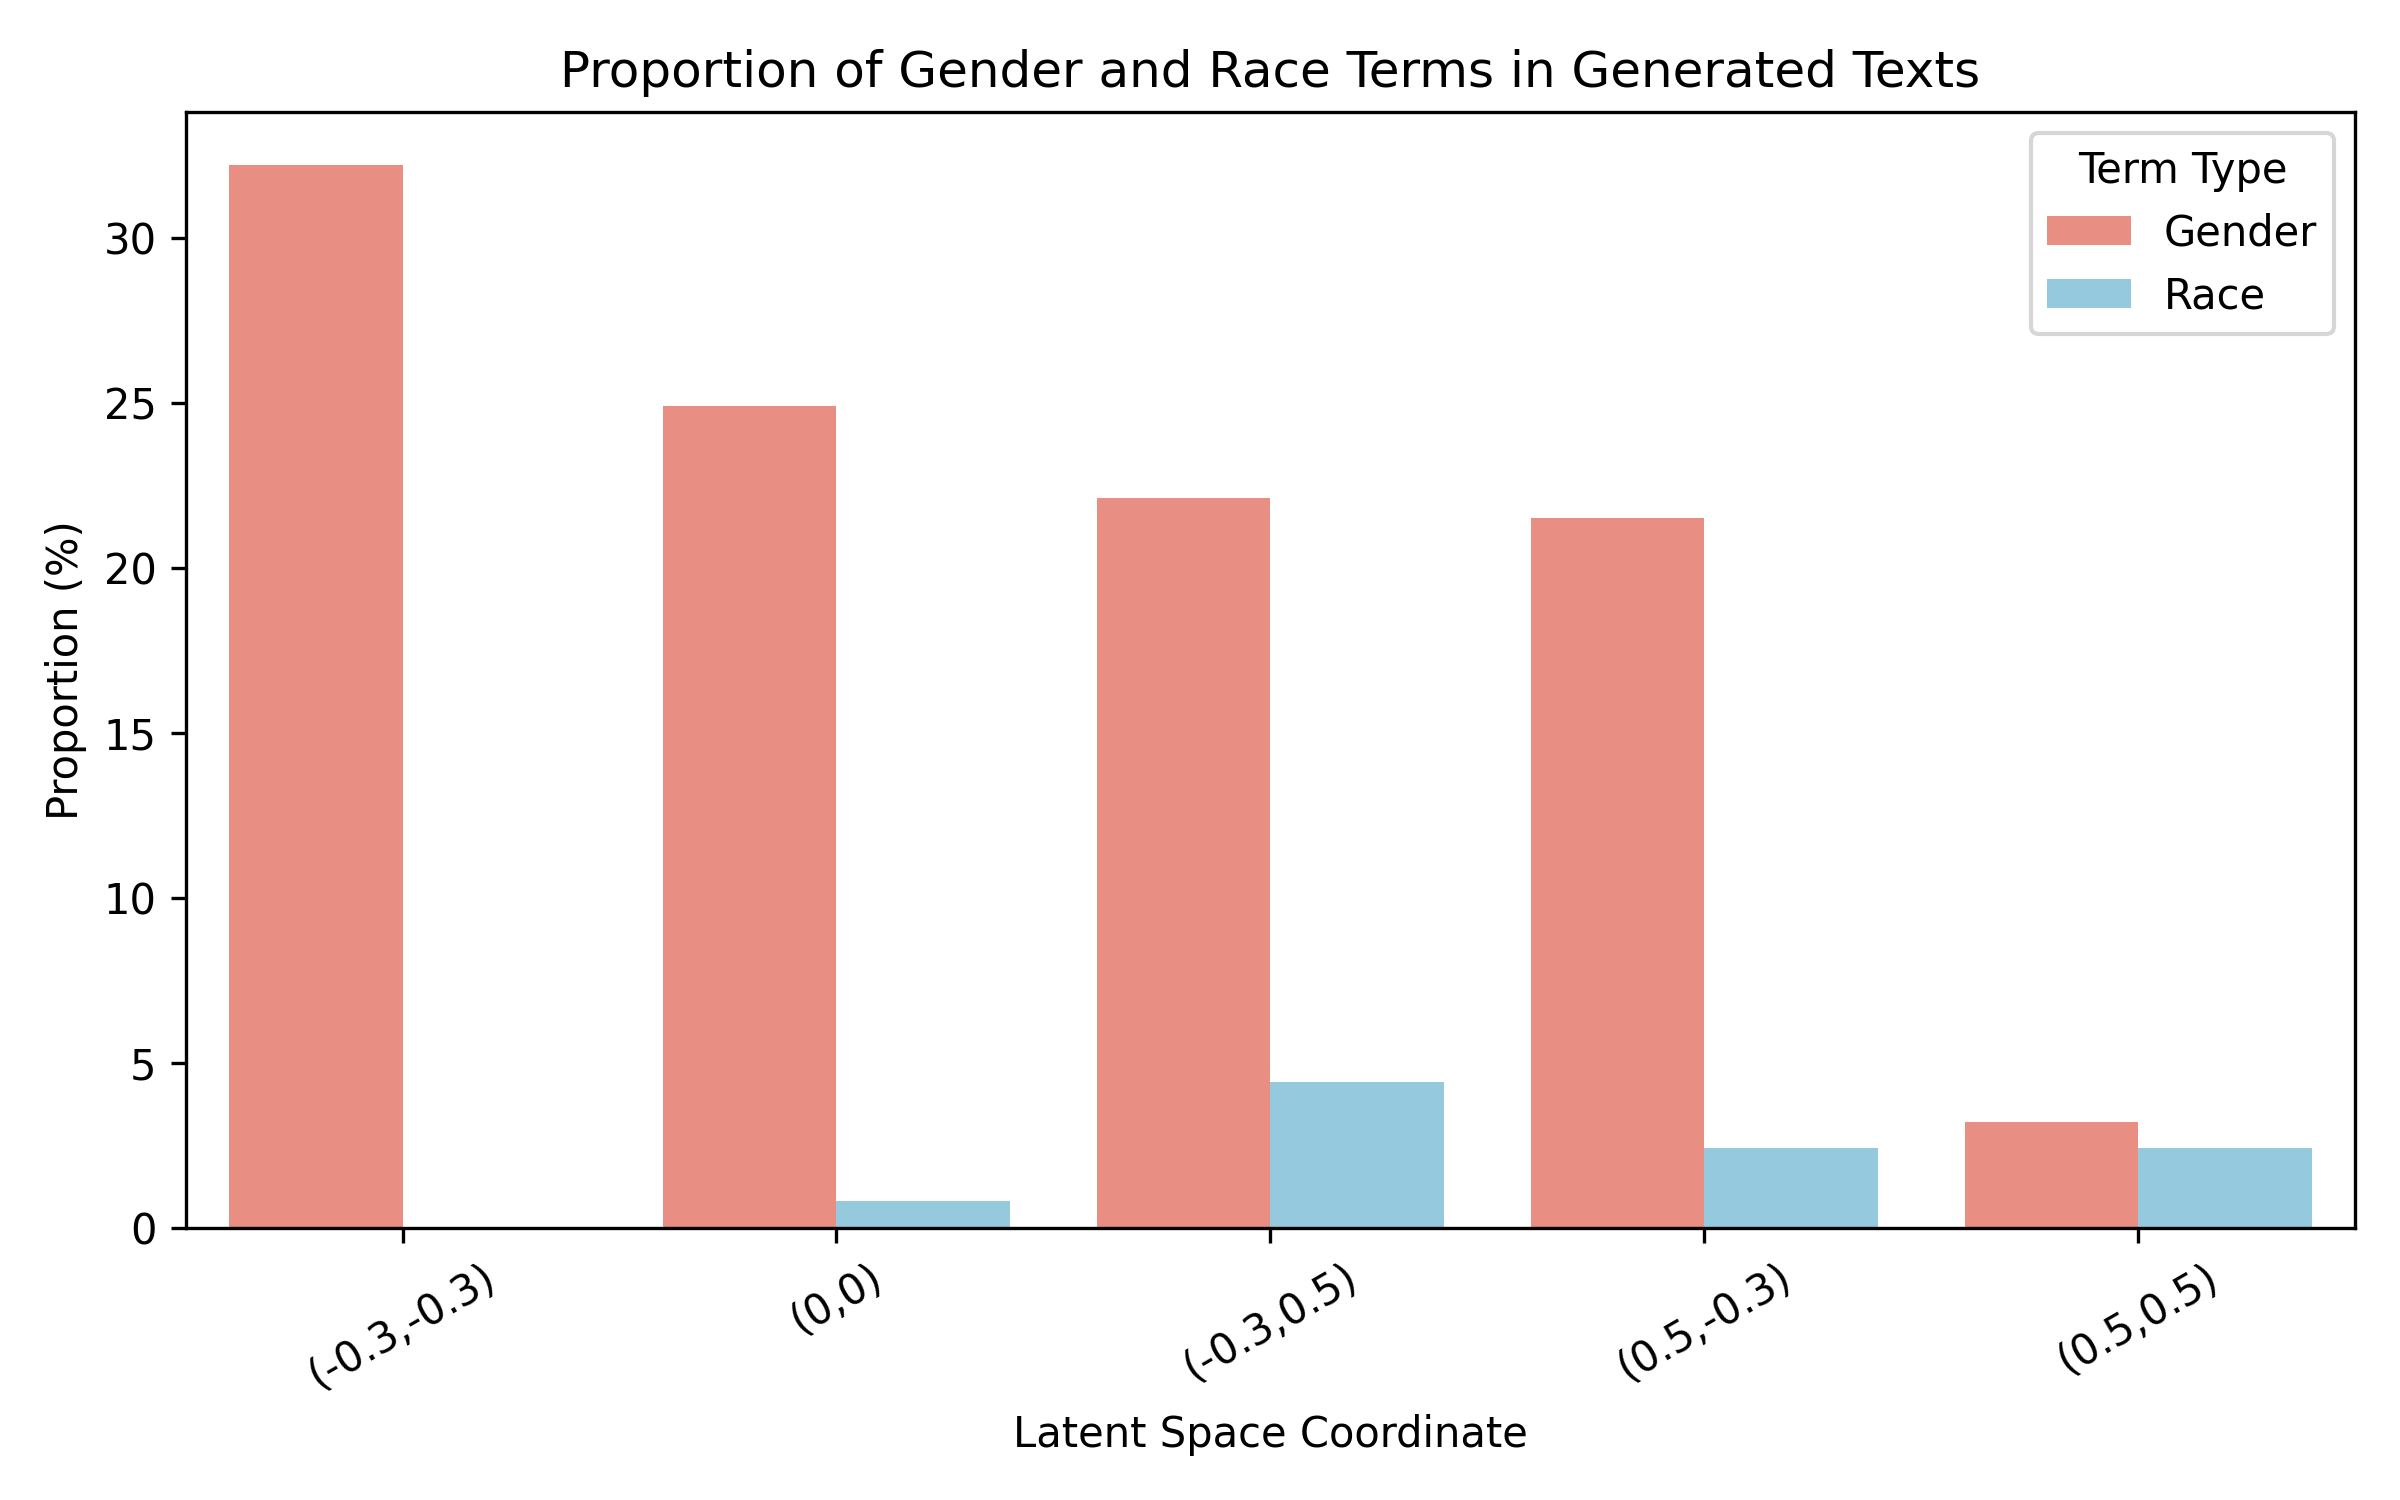 Proportion of Gender and Race Terms in Generated Texts
Term Type
Gender
Race
Proportion (%)
30
25
20
15
10
5
0
(-0.3,-0.3)
(0,0)
(-0.3,0.5)
(0.5,-0.3)
(0.5,0.5)
Latent Space Coordinate